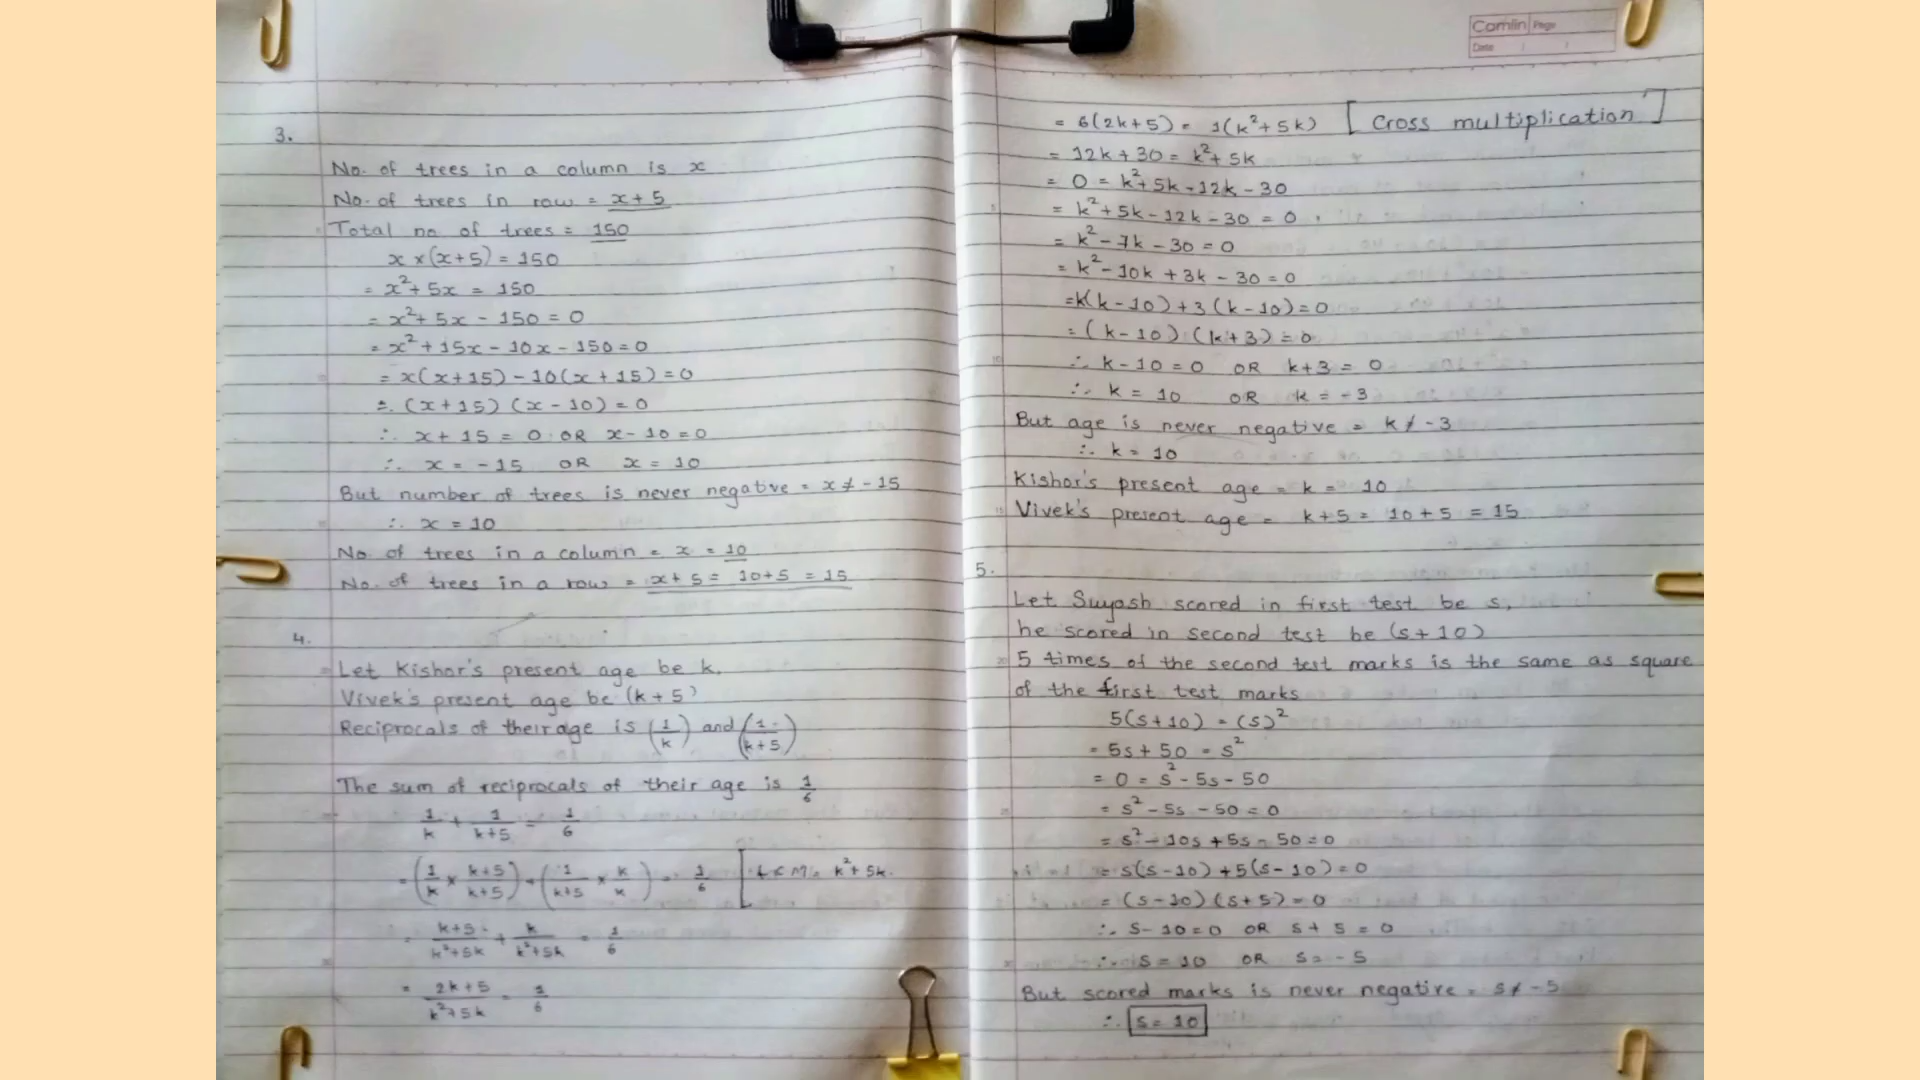 3.
No. of trees in a column is x
No. of trees in row = x+5
Total no of trees = 150
x × (x+5) = 150
= x²+ 5x = 150
= x²+ 5x - 150 = 0
= x² + 15x - 10x - 150 = 0
= x(x+15) - 10(x+15) = 0
= (x+15) (x-10) = 0
∴ x + 15 = 0 OR x-10 = 0
∴ x = -15 OR x = 10
But number of trees is never negative = x ≠ -15
∴ x = 10
No. of trees in a column = x = 10
No. of trees in a row = x+5 = 10+5 = 15
4.
Let Kishor's present age be k.
Vivek's present age be (k+5)
Reciprocals of their age is (1/k) and (1/k+5)
The sum of reciprocals of their age is 1/6
1/k + 1/k+5 = 1/6
= (1/k × k+5/k+5) + (1/k+5 × k/k) = 1/6 [LCM = k²+5k
= k+5/k²+5k + k/k²+5k = 1/6
= 2k+5/k²+5k = 1/6
Camlin Page
Date / /
= 6(2k+5) = 1(k²+5k) [Cross multiplication]
= 12k+30 = k²+5k
= 0 = k²+5k-12k-30
= k²+5k-12k-30 = 0
= k²-7k-30 = 0
= k²-10k+3k-30 = 0
=k(k-10)+3(k-10)=0
= (k-10) (k+3) = 0
∴ k-10 = 0 OR k+3 = 0
∴ k = 10 OR k = -3
But age is never negative = k ≠ -3
∴ k = 10
Kishor's present age = k = 10
Vivek's present age = k+5 = 10+5 = 15
5.
Let Suyash scored in first test be s,
he scored in second test be (s+10)
5 times of the second test marks is the same as square
of the first test marks
5(s+10) = (s)²
= 5s+50 = s²
= 0 = s²-5s-50
= s²-5s-50 = 0
= s²-10s+5s-50 = 0
= s(s-10)+5(s-10) = 0
= (s-10) (s+5) = 0
∴ s-10=0 OR s+5 = 0
∴ s = 10 OR s = -5
But scored marks is never negative = s ≠ -5
∴ s = 10